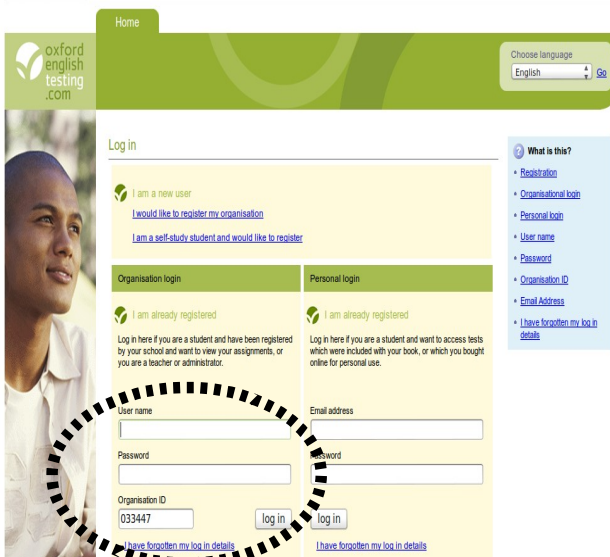 Home
oxford
english
testing
.com
Choose language
English
Go
Log in
I am a new user
I would like to register my organisation
I am a self-study student and would like to register
Organisation login
I am already registered
Log in here if you are a student and have been registered
by your school and want to view your assignments, or
you are a teacher or administrator.
User name
Password
Organisation ID
033447
log in
I have forgotten my log in details
Personal login
I am already registered
Log in here if you are a student and want to access tests
which were included with your book, or which you bought
online for personal use.
Email address
Password
log in
I have forgotten my log in details
? What is this?
Registration
Organisational login
Personal login
User name
Password
Organisation ID
Email Address
I have forgotten my log in
details